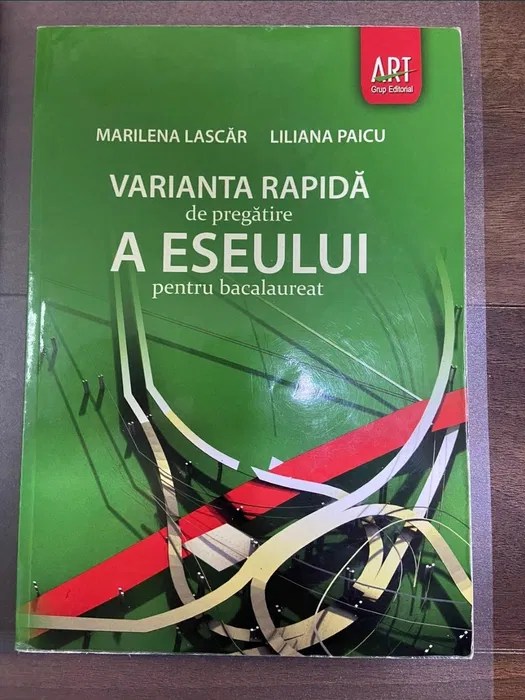 ART
Grup Editorial
MARILENA LASCĂR LILIANA PAICU
VARIANTA RAPIDĂ
de pregătire
A ESEULUI
pentru bacalaureat